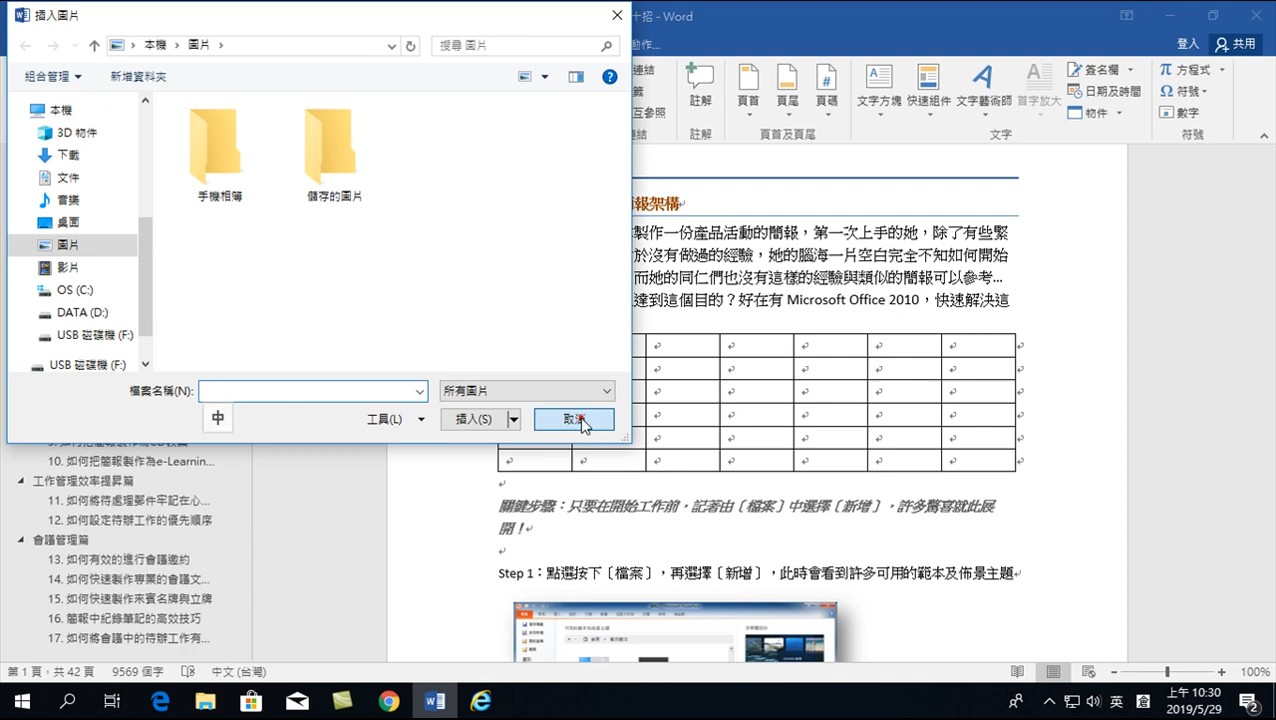 插入圖片
十招 - Word
本機 > 圖片 >
搜尋 圖片
動作...
登入
共用
組合管理
新增資料夾
連結
籤
互參照
註解
頁首
頁尾
頁碼
文字方塊
快速組件
文字藝術師
首字放大
簽名欄
日期及時間
物件
方程式
符號
數字
結
註解
頁首及頁尾
文字
符號
本機
3D 物件
下載
文件
音樂
桌面
圖片
影片
OS (C:)
DATA (D:)
USB 磁碟機 (F:)
USB 磁碟機 (F:)
手機相簿
儲存的圖片
檔案名稱(N):
所有圖片
中
工具(L)
插入(S)
取消
報架構
製作一份產品活動的簡報，第一次上手的她，除了有些緊
於沒有做過的經驗，她的腦海一片空白完全不知如何開始
而她的同仁們也沒有這樣的經驗與類似的簡報可以參考...
達到這個目的？好在有 Microsoft Office 2010，快速解決這
10. 如何把簡報製作為e-Learnin...
工作管理效率提昇篇
11. 如何將待處理郵件牢記在心...
12. 如何設定待辦工作的優先順序
會議管理篇
13. 如何有效的進行會議邀約
14. 如何快速製作專業的會議文...
15. 如何快速製作來賓名牌與立牌
16. 簡報中紀錄筆記的高效技巧
17. 如何將會議中的待辦工作有...
關鍵步驟：只要在開始工作前，記著由〔檔案〕中選擇〔新增〕，許多驚喜就此展
開！
Step 1：點選按下〔檔案〕，再選擇〔新增〕，此時會看到許多可用的範本及佈景主題
第 1 頁，共 42 頁
9569 個字
中文 (台灣)
100%
英
上午 10:30
2019/5/29
2